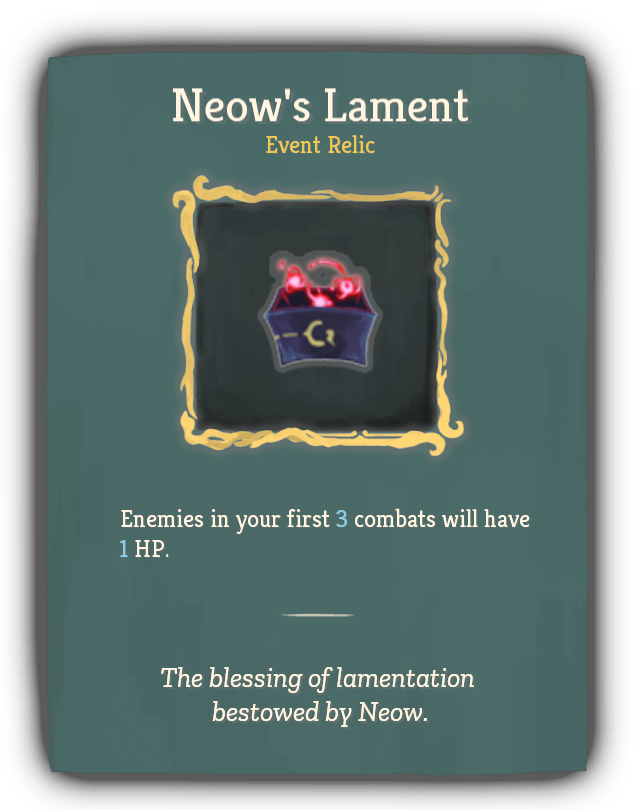 Neow's Lament
Event Relic
Enemies in your first 3 combats will have
1 HP.
The blessing of lamentation
bestowed by Neow.